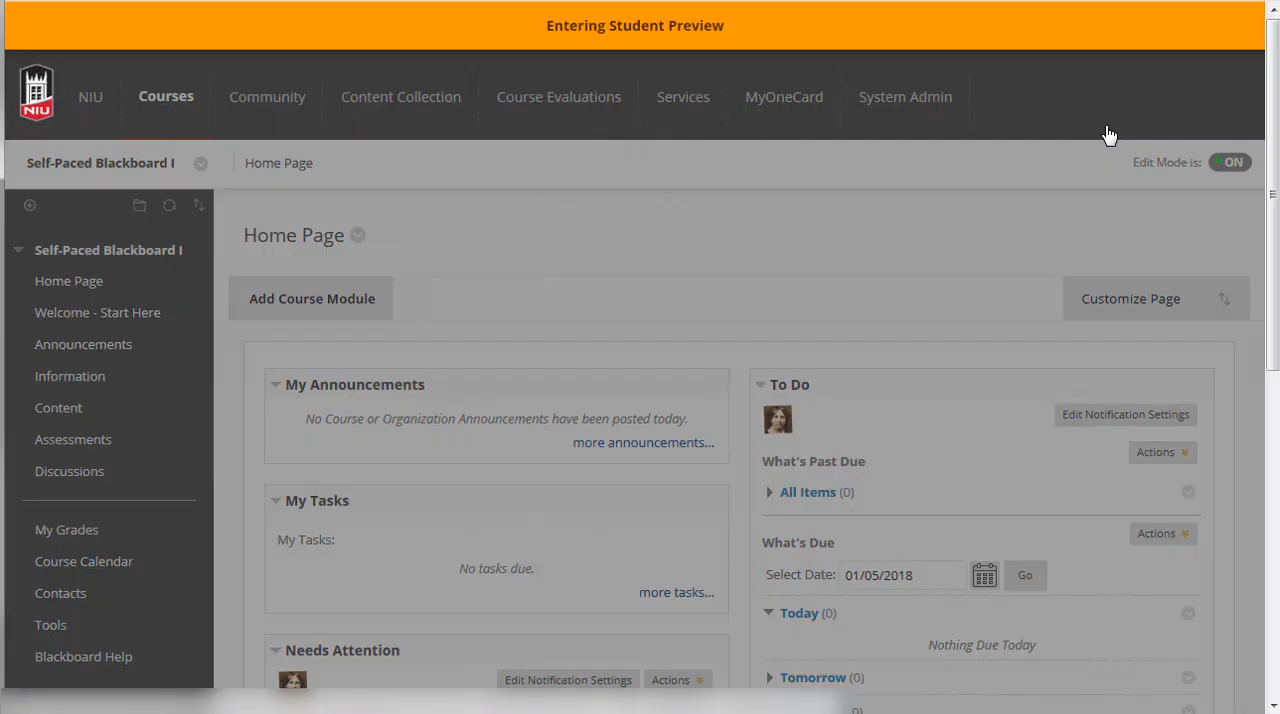 Entering Student Preview
NIU
NIU Courses Community Content Collection Course Evaluations Services MyOneCard System Admin
Self-Paced Blackboard I Home Page Edit Mode is: ON
Self-Paced Blackboard I
Home Page
Welcome - Start Here
Announcements
Information
Content
Assessments
Discussions
My Grades
Course Calendar
Contacts
Tools
Blackboard Help
Home Page
Add Course Module Customize Page
My Announcements
No Course or Organization Announcements have been posted today.
more announcements...
My Tasks
My Tasks:
No tasks due.
more tasks...
Needs Attention
Edit Notification Settings Actions
To Do
Edit Notification Settings
Actions
What's Past Due
All Items (0)
Actions
What's Due
Select Date: 01/05/2018 Go
Today (0)
Nothing Due Today
Tomorrow (0)